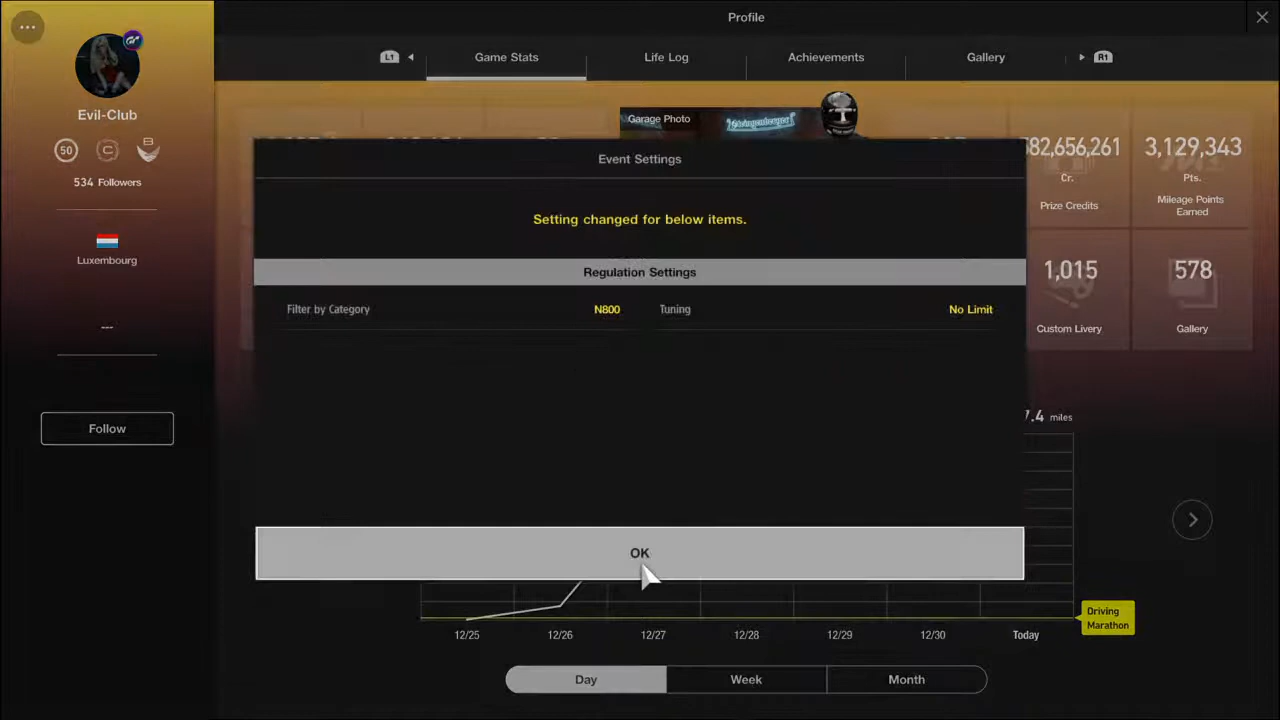 Profile
L1
Game Stats
Life Log
Achievements
Gallery
R1
Evil-Club
50
C
B
534 Followers
Luxembourg
---
Follow
Garage Photo
582,656,261
Cr.
Prize Credits
3,129,343
Pts.
Mileage Points
Earned
1,015
Custom Livery
578
Gallery
Event Settings
Setting changed for below items.
Regulation Settings
Filter by Category N800 Tuning No Limit
OK
7.4 miles
Driving
Marathon
12/25 12/26 12/27 12/28 12/29 12/30 Today
Day Week Month